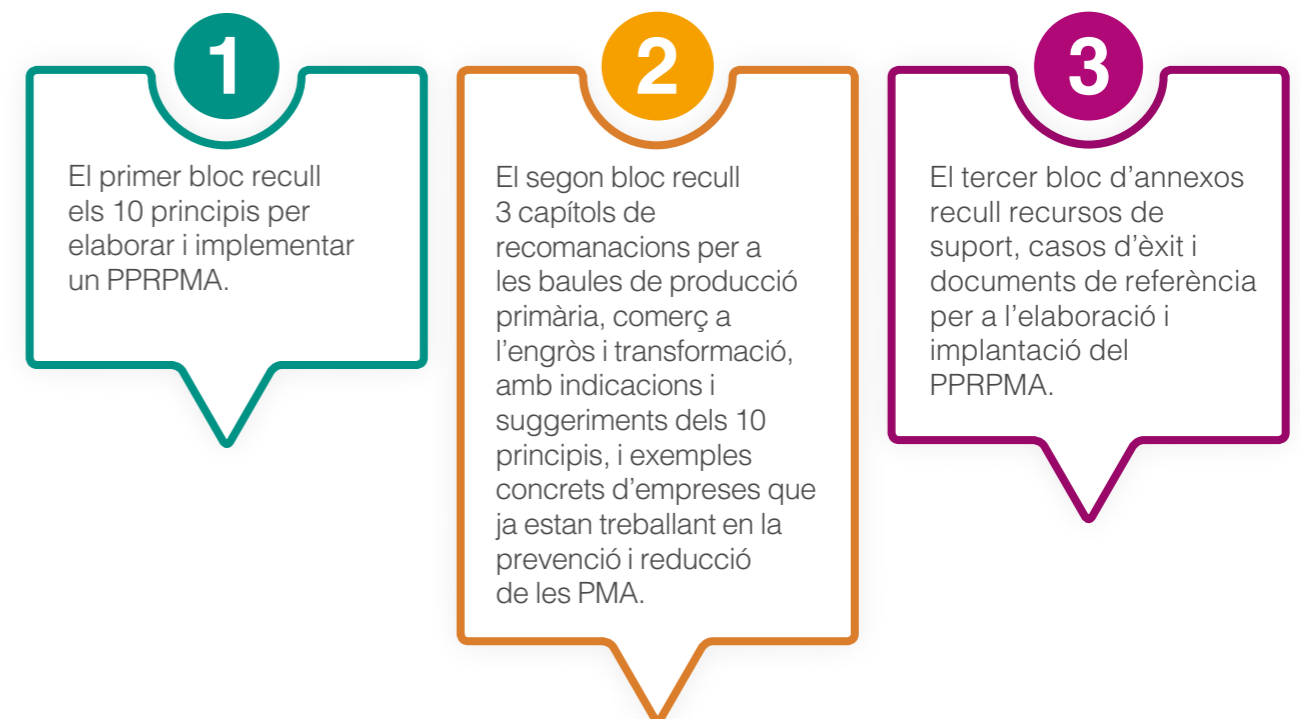 1
El primer bloc recull
els 10 principis per
elaborar i implementar
un PPRPMA.
2
El segon bloc recull
3 capítols de
recomanacions per a
les baules de producció
primària, comerç a
l’engròs i transformació,
amb indicacions i
suggeriments dels 10
principis, i exemples
concrets d’empreses que
ja estan treballant en la
prevenció i reducció
de les PMA.
3
El tercer bloc d’annexos
recull recursos de
suport, casos d’èxit i
documents de referència
per a l’elaboració i
implantació del
PPRPMA.